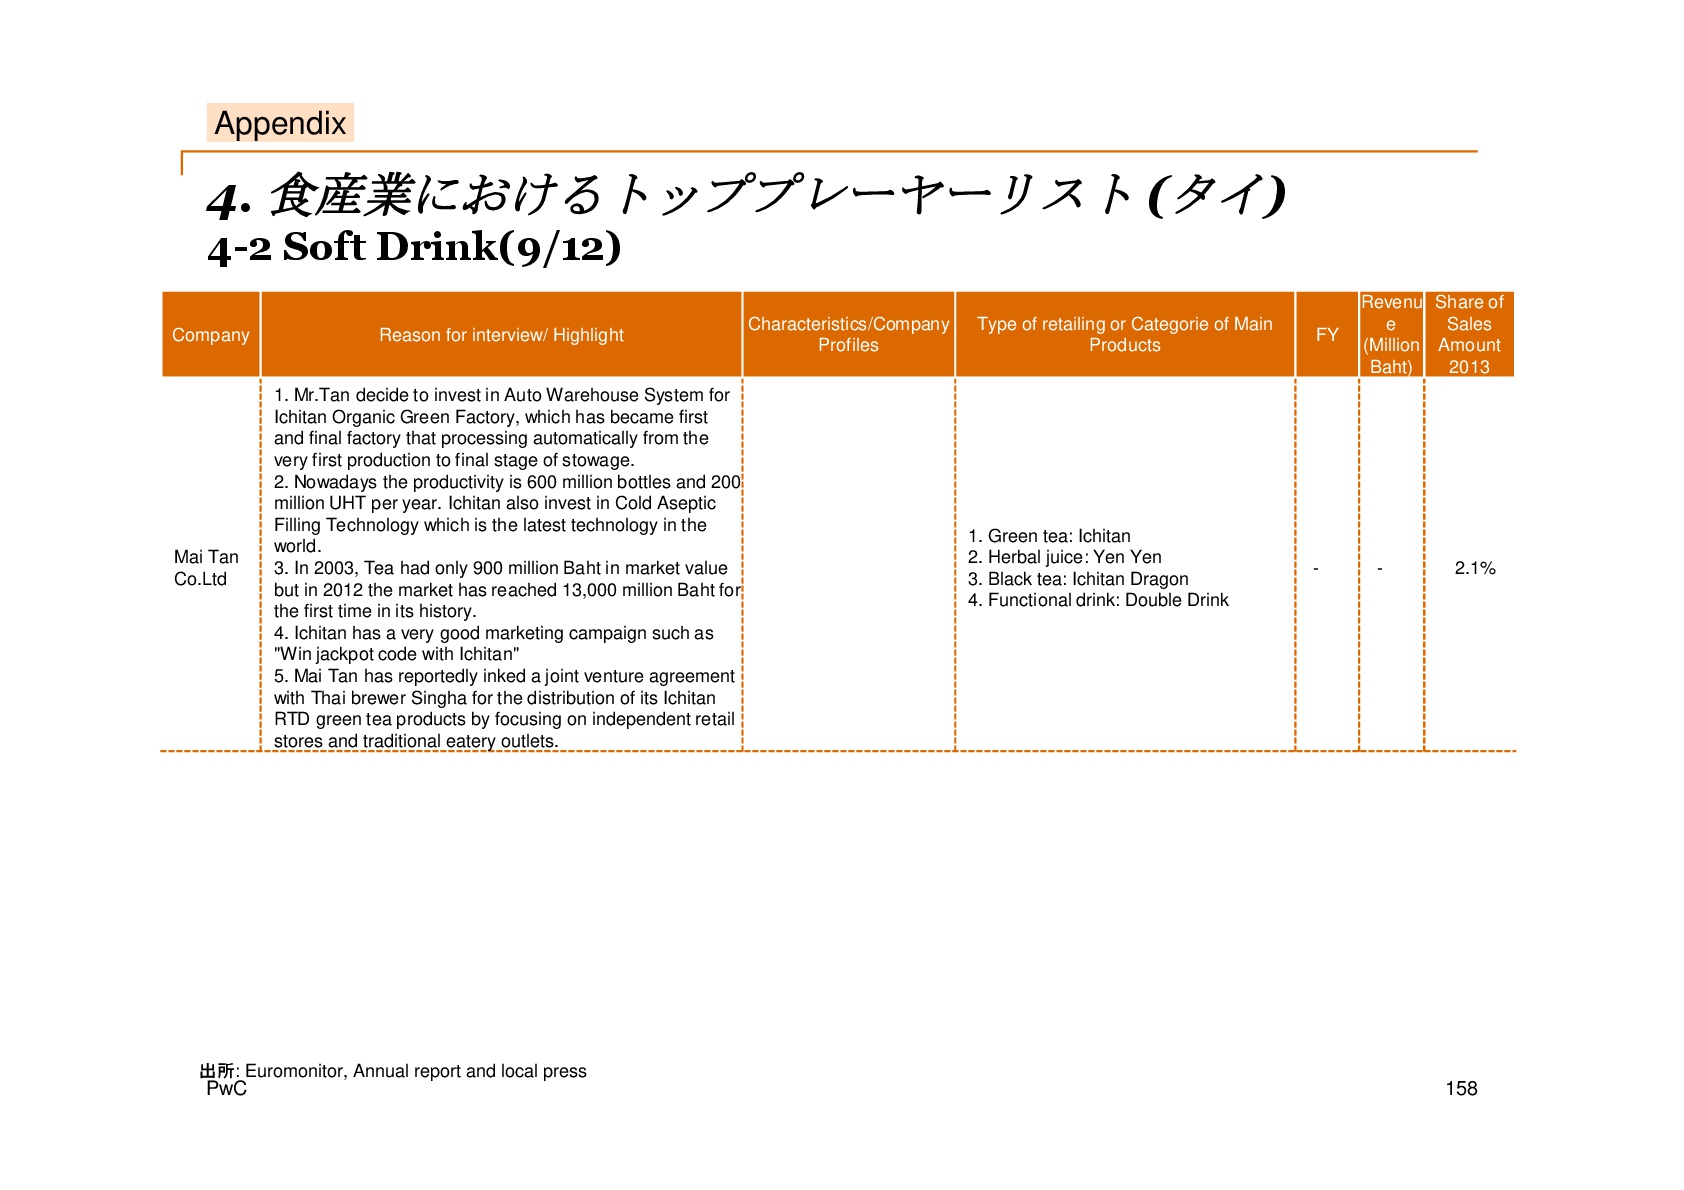 Appendix
4. 食産業におけるトッププレーヤーリスト(タイ)
4-2 Soft Drink(9/12)
Company
Reason for interview/ Highlight
Characteristics/Company
Profiles
Type of retailing or Categorie of Main
Products
FY
Revenu
e
(Million
Baht)
Share of
Sales
Amount
2013
Mai Tan
Co.Ltd
1. Mr.Tan decide to invest in Auto Warehouse System for
Ichitan Organic Green Factory, which has became first
and final factory that processing automatically from the
very first production to final stage of stowage.
2. Nowadays the productivity is 600 million bottles and 200
million UHT per year. Ichitan also invest in Cold Aseptic
Filling Technology which is the latest technology in the
world.
3. In 2003, Tea had only 900 million Baht in market value
but in 2012 the market has reached 13,000 million Baht for
the first time in its history.
4. Ichitan has a very good marketing campaign such as
"Win jackpot code with Ichitan"
5. Mai Tan has reportedly inked a joint venture agreement
with Thai brewer Singha for the distribution of its Ichitan
RTD green tea products by focusing on independent retail
stores and traditional eatery outlets.
1. Green tea: Ichitan
2. Herbal juice: Yen Yen
3. Black tea: Ichitan Dragon
4. Functional drink: Double Drink
-
-
2.1%
出所: Euromonitor, Annual report and local press
PwC
158